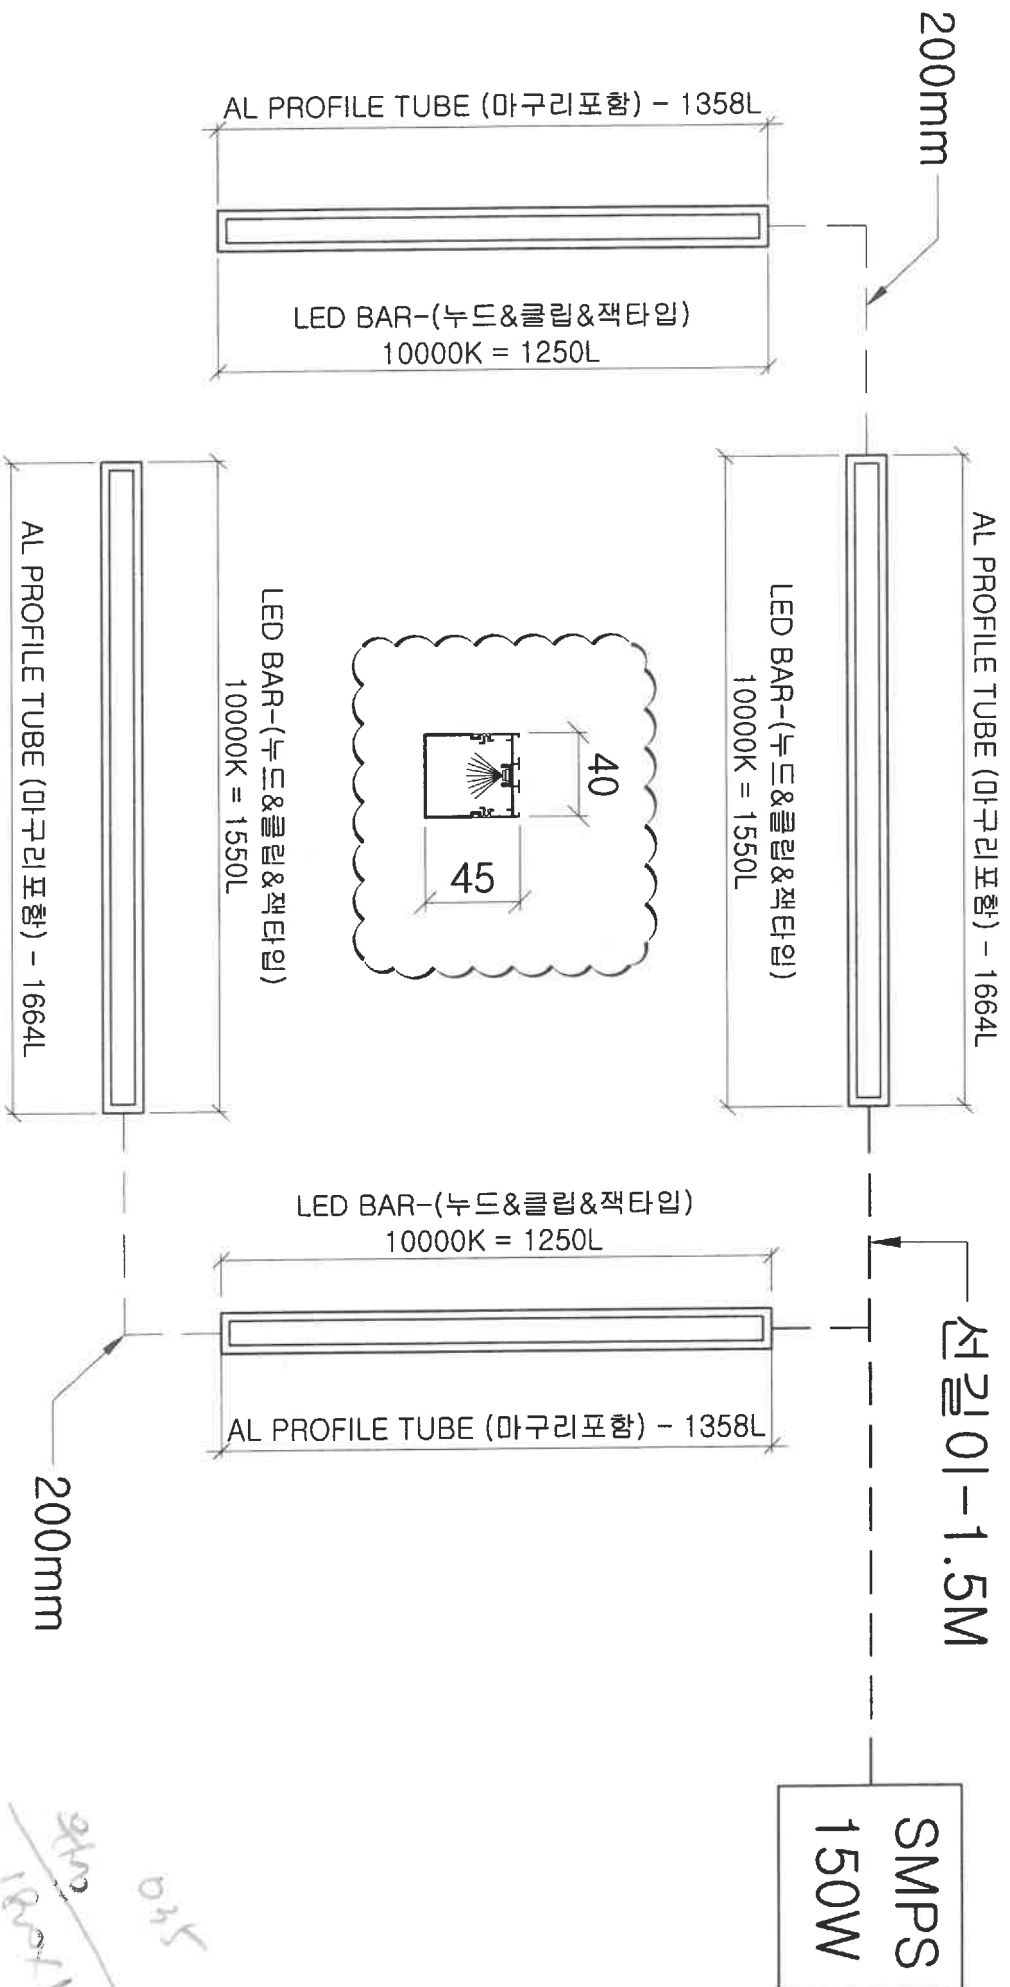 200mm
AL PROFILE TUBE (마구리포함) - 1358L
LED BAR-(누드&클립&잭타입)
10000K = 1250L
AL PROFILE TUBE (마구리포함) - 1664L
LED BAR-(누드&클립&잭타입)
10000K = 1550L
40
45
LED BAR-(누드&클립&잭타입)
10000K = 1550L
AL PROFILE TUBE (마구리포함) - 1664L
선길이-1.5M
LED BAR-(누드&클립&잭타입)
10000K = 1250L
AL PROFILE TUBE (마구리포함) - 1358L
200mm
SMPS
150W
035